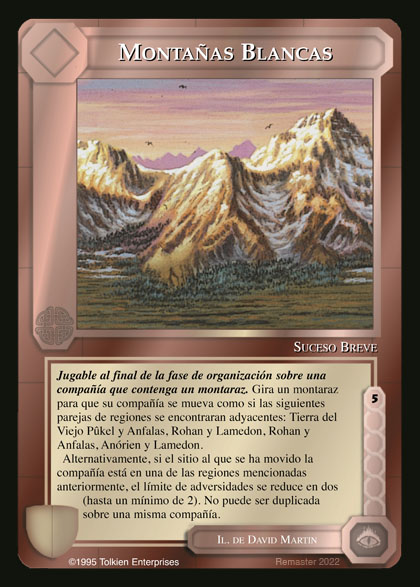 MONTAÑAS BLANCAS
SUCESO BREVE
Jugable al final de la fase de organización sobre una
compañía que contenga un montaraz. Gira un montaraz
para que su compañía se mueva como si las siguientes
parejas de regiones se encontraran adyacentes: Tierra del
Viejo Pûkel y Anfalas, Rohan y Lamedon, Rohan y
Anfalas, Anórien y Lamedon.
Alternativamente, si el sitio al que se ha movido la
compañía está en una de las regiones mencionadas
anteriormente, el límite de adversidades se reduce en dos
(hasta un mínimo de 2). No puede ser duplicada
sobre una misma compañía.
5
IL. DE DAVID MARTIN
©1995 Tolkien Enterprises
Remaster 2022